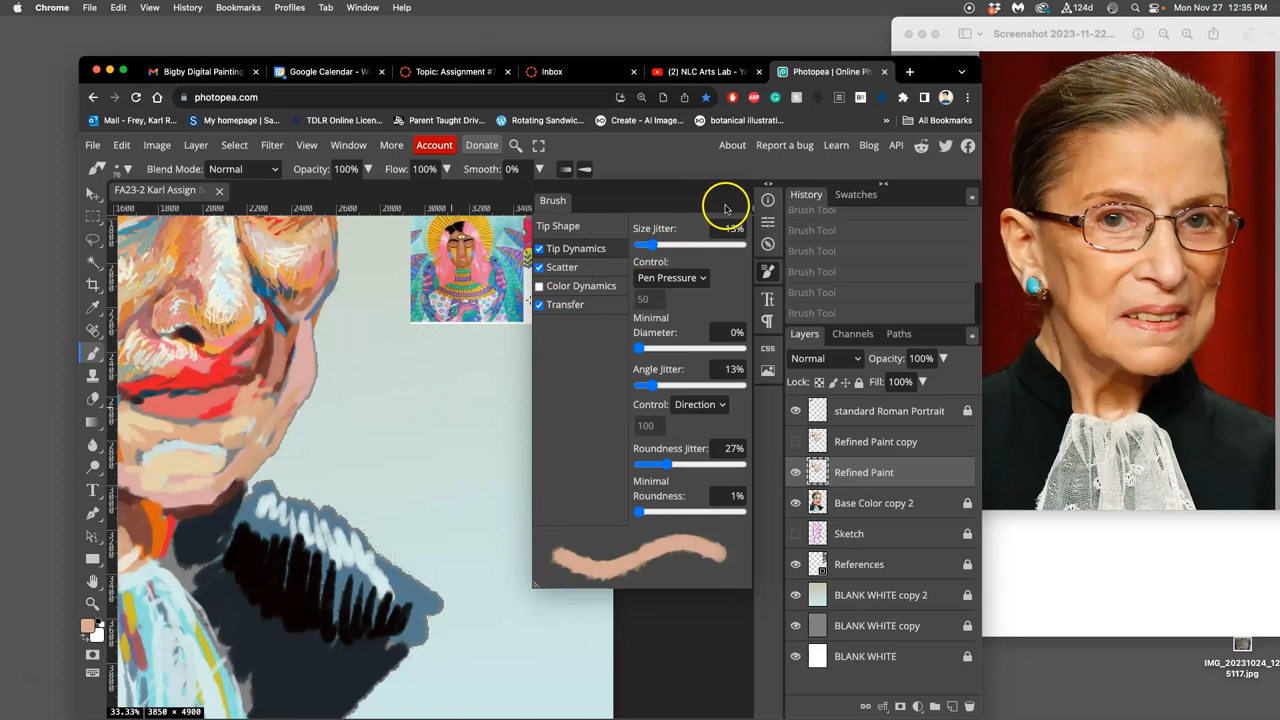 Chrome File Edit View History Bookmarks Profiles Tab Window Help
124d Mon Nov 27 12:35 PM
Screenshot 2023-11-22...
Bigby Digital Painting Google Calendar - Topic: Assignment # Inbox (2) NLC Arts Lab - Yo Photopea | Online Ph
photopea.com
Mail - Frey, Karl R... My homepage - Sa... TDLR Online Licen... Parent Taught Driv... Rotating Sandwic... Create - AI Image... botanical illustrati... All Bookmarks
File Edit Image Layer Select Filter View Window More Account Donate About Report a bug Learn Blog API
76 Blend Mode: Normal Opacity: 100% Flow: 100% Smooth: 0%
FA23-2 Karl Assign &
Brush
History Swatches
1600 1800 2000 2200 2400 2600 2800 3000 3200 3400
Tip Shape
Tip Dynamics
Scatter
Color Dynamics
Transfer
Size Jitter: 13%
Control:
Pen Pressure
50
Minimal
Diameter: 0%
Angle Jitter: 13%
Control: Direction
100
Roundness Jitter: 27%
Minimal
Roundness: 1%
CSS
Brush Tool
Brush Tool
Brush Tool
Brush Tool
Brush Tool
Brush Tool
Layers Channels Paths
Normal Opacity: 100%
Lock: Fill: 100%
standard Roman Portrait
Refined Paint copy
Refined Paint
Base Color copy 2
Sketch
References
BLANK WHITE copy 2
BLANK WHITE copy
BLANK WHITE
eff
33.33% 3850 × 4900
IMG_20231024_12
5117.jpg